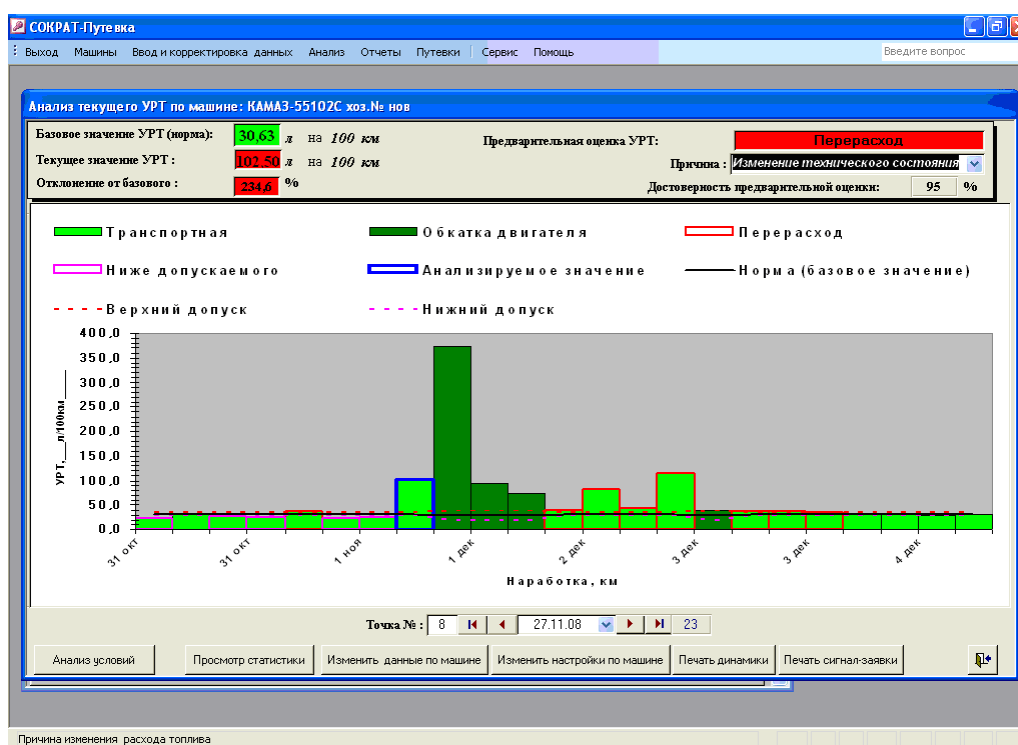 СОКРАТ-Путевка
Выход Машины Ввод и корректировка данных Анализ Отчеты Путевки Сервис Помощь Введите вопрос
Анализ текущего УРТ по машине: КАМАЗ-55102С хоз.№ нов
Базовое значение УРТ (норма): 30,63 л на 100 км Предварительная оценка УРТ: Перерасход
Текущее значение УРТ : 102,50 л на 100 км Причина : Изменение технического состояния
Отклонение от базового : 234,6 % Достоверность предварительной оценки: 95 %
Транспортная Обкатка двигателя Перерасход
Ниже допускаемого Анализируемое значение Норма (базовое значение)
Верхний допуск Нижний допуск
400,0
350,0
300,0
250,0
200,0
150,0
100,0
50,0
0,0
УРТ,___л/100км____
31 окт 31 окт 1 ноя 1 дек 2 дек 3 дек 3 дек 4 дек
Наработка, км
Точка № : 8 27.11.08 23
Анализ условий Просмотр статистики Изменить данные по машине Изменить настройки по машине Печать динамики Печать сигнал-заявки
Причина изменения расхода топлива